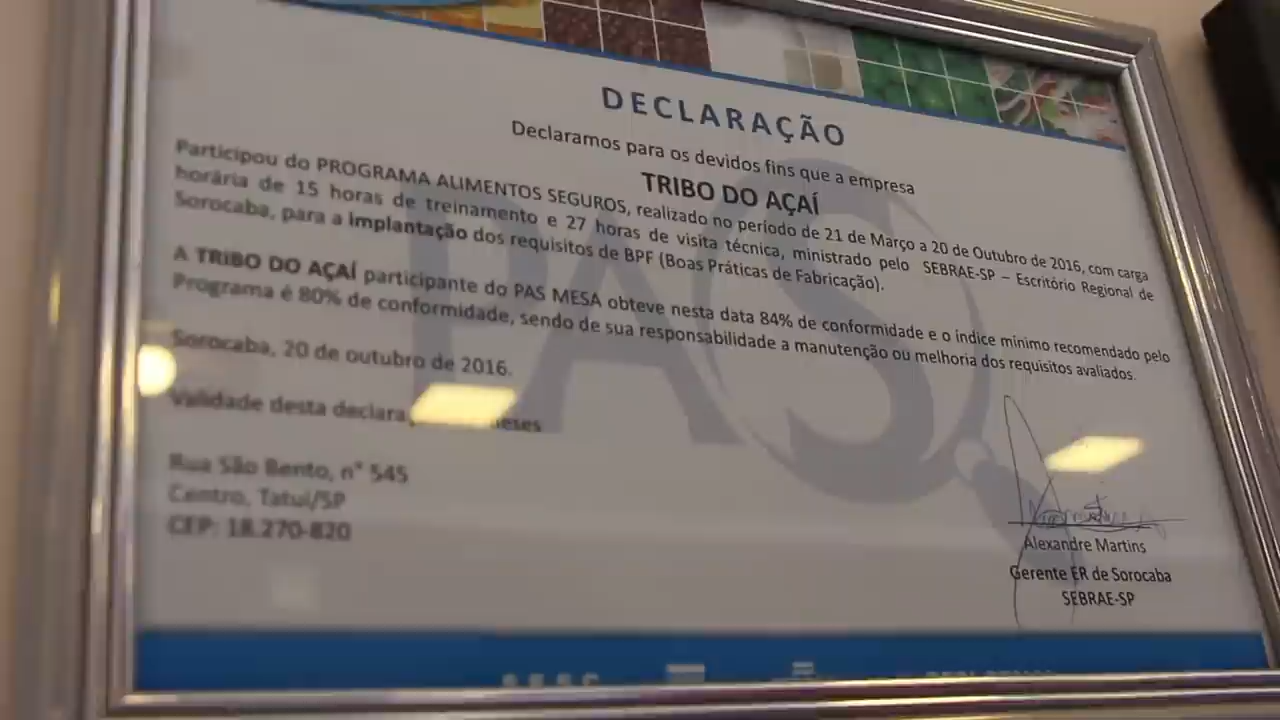 DECLARAÇÃO
Declaramos para os devidos fins que a empresa
TRIBO DO AÇAÍ
Participou do PROGRAMA ALIMENTOS SEGUROS, realizado no período de 21 de Março a 20 de Outubro de 2016, com carga
horária de 15 horas de treinamento e 27 horas de visita técnica, ministrado pelo SEBRAE-SP – Escritório Regional de
Sorocaba, para a implantação dos requisitos de BPF (Boas Práticas de Fabricação).
A TRIBO DO AÇAÍ participante do PAS MESA obteve nesta data 84% de conformidade e o índice mínimo recomendado pelo
Programa é 80% de conformidade, sendo de sua responsabilidade a manutenção ou melhoria dos requisitos avaliados.
Sorocaba, 20 de outubro de 2016.
Validade desta
Rua São Bento, n° 545
Centro, Tatuí/SP
CEP: 18.270-820
PAS
Alexandre Martins
Gerente ER de Sorocaba
SEBRAE-SP